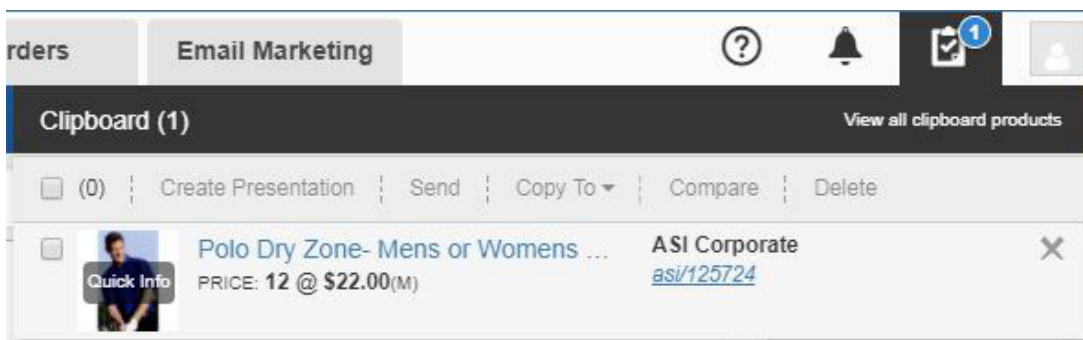 rders Email Marketing 1
Clipboard (1) View all clipboard products
(0) Create Presentation Send Copy To Compare Delete
Polo Dry Zone- Mens or Womens ... ASI Corporate
Quick Info PRICE: 12 @ $22.00(M) asi/125724